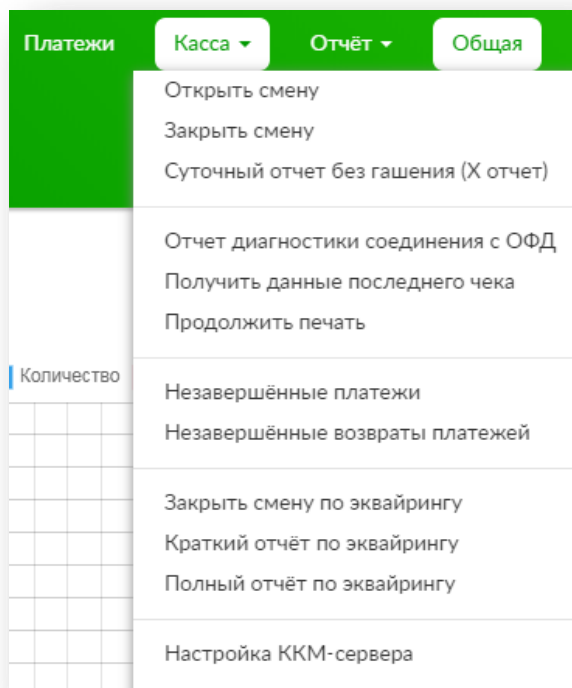 Платежи Касса Отчёт Общая
Открыть смену
Закрыть смену
Суточный отчет без гашения (Х отчет)
Отчет диагностики соединения с ОФД
Получить данные последнего чека
Продолжить печать
Количество
Незавершённые платежи
Незавершённые возвраты платежей
Закрыть смену по эквайрингу
Краткий отчёт по эквайрингу
Полный отчёт по эквайрингу
Настройка ККМ-сервера